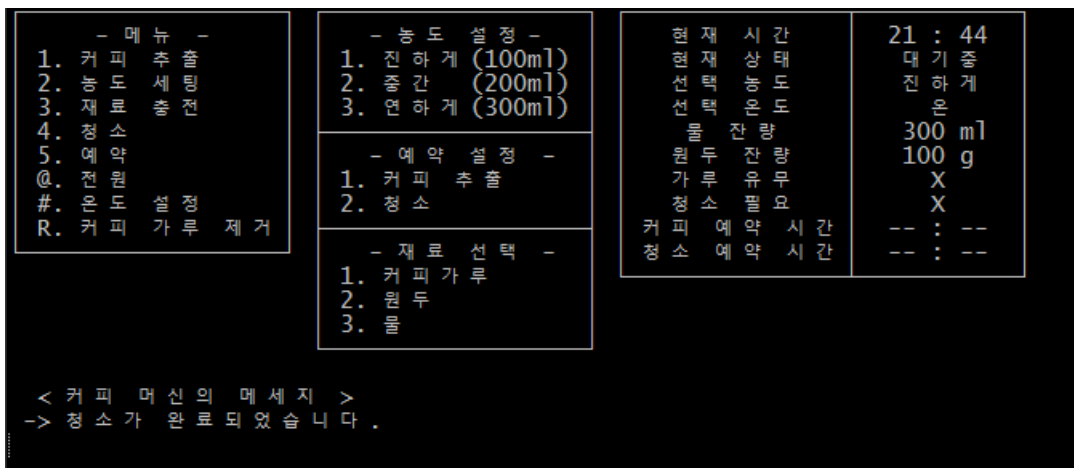 - 메뉴 -
1. 커피 추출
2. 농도 세팅
3. 재료 충전
4. 청소
5. 예약
@. 전원
#. 온도 설정
R. 커피 가루 제거
- 농도 설정 -
1. 진하게 (100ml)
2. 중간 (200ml)
3. 연하게 (300ml)
- 예약 설정 -
1. 커피 추출
2. 청소
- 재료 선택 -
1. 커피가루
2. 원두
3. 물
현재 시간 21 : 44
현재 상태 대기중
선택 농도 진하게
선택 온도 온
물 잔량 300 ml
원두 잔량 100 g
가루 유무 X
청소 필요 X
커피 예약 시간 -- : --
청소 예약 시간 -- : --
< 커피 머신의 메세지 >
-> 청소가 완료되었습니다.